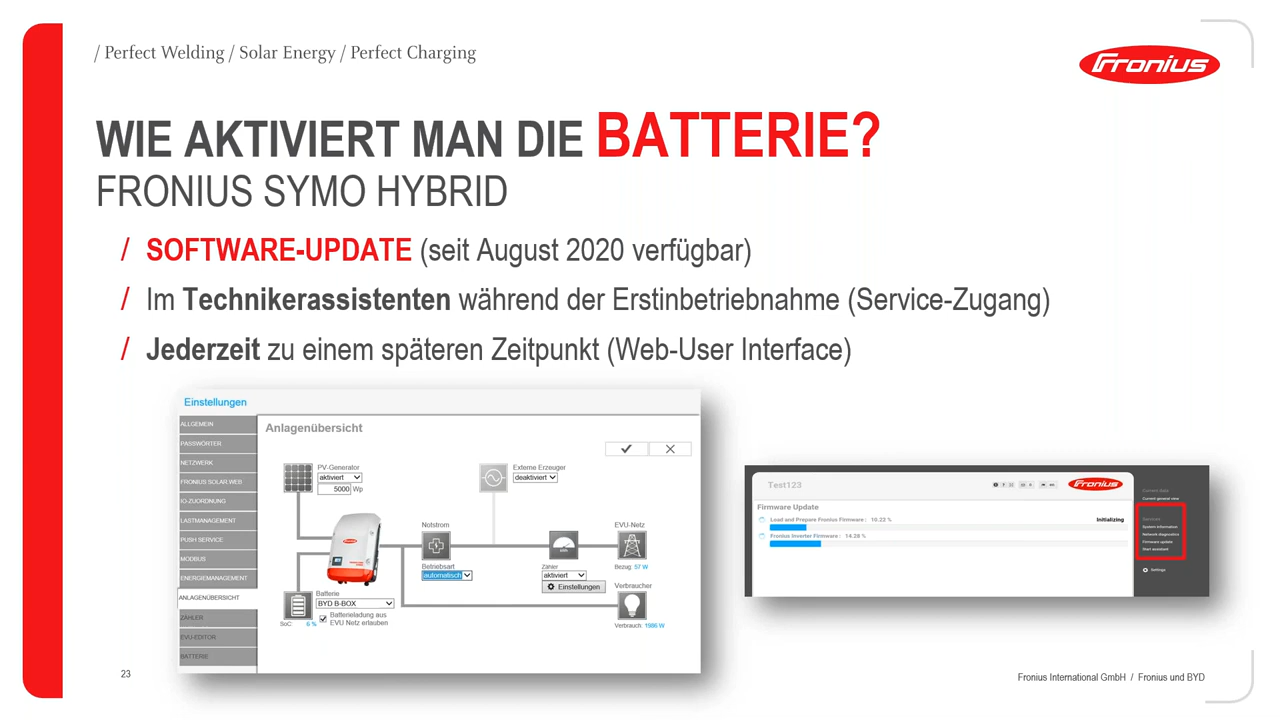 / Perfect Welding / Solar Energy / Perfect Charging
Fronius
WIE AKTIVIERT MAN DIE BATTERIE?
FRONIUS SYMO HYBRID
/ SOFTWARE-UPDATE (seit August 2020 verfügbar)
/ Im Technikerassistenten während der Erstinbetriebnahme (Service-Zugang)
/ Jederzeit zu einem späteren Zeitpunkt (Web-User Interface)
Einstellungen
ALLGEMEIN
PASSWÖRTER
NETZWERK
FRONIUS SOLAR.WEB
IO-ZUORDNUNG
LASTMANAGEMENT
PUSH SERVICE
MODBUS
ENERGIEMANAGEMENT
ANLAGENÜBERSICHT
ZÄHLER
EVU-EDITOR
BATTERIE
Anlagenübersicht
PV-Generator
aktiviert
5000 Wp
Externe Erzeuger
deaktiviert
Notstrom
Betriebsart
automatisch
Zähler
aktiviert
Einstellungen
EVU-Netz
Bezug: 57 W
Verbraucher
Verbrauch: 1986 W
Batterie
BYD B-BOX
Batterieladung aus
EVU Netz erlauben
SoC: 6 %
Test123
Fronius
Firmware Update
Load and Prepare Fronius Firmware : 10.22 %
Initializing
Fronius Inverter Firmware : 14.28 %
Current general view
System information
Network diagnostics
Firmware update
Start assistant
Settings
23
Fronius International GmbH / Fronius und BYD